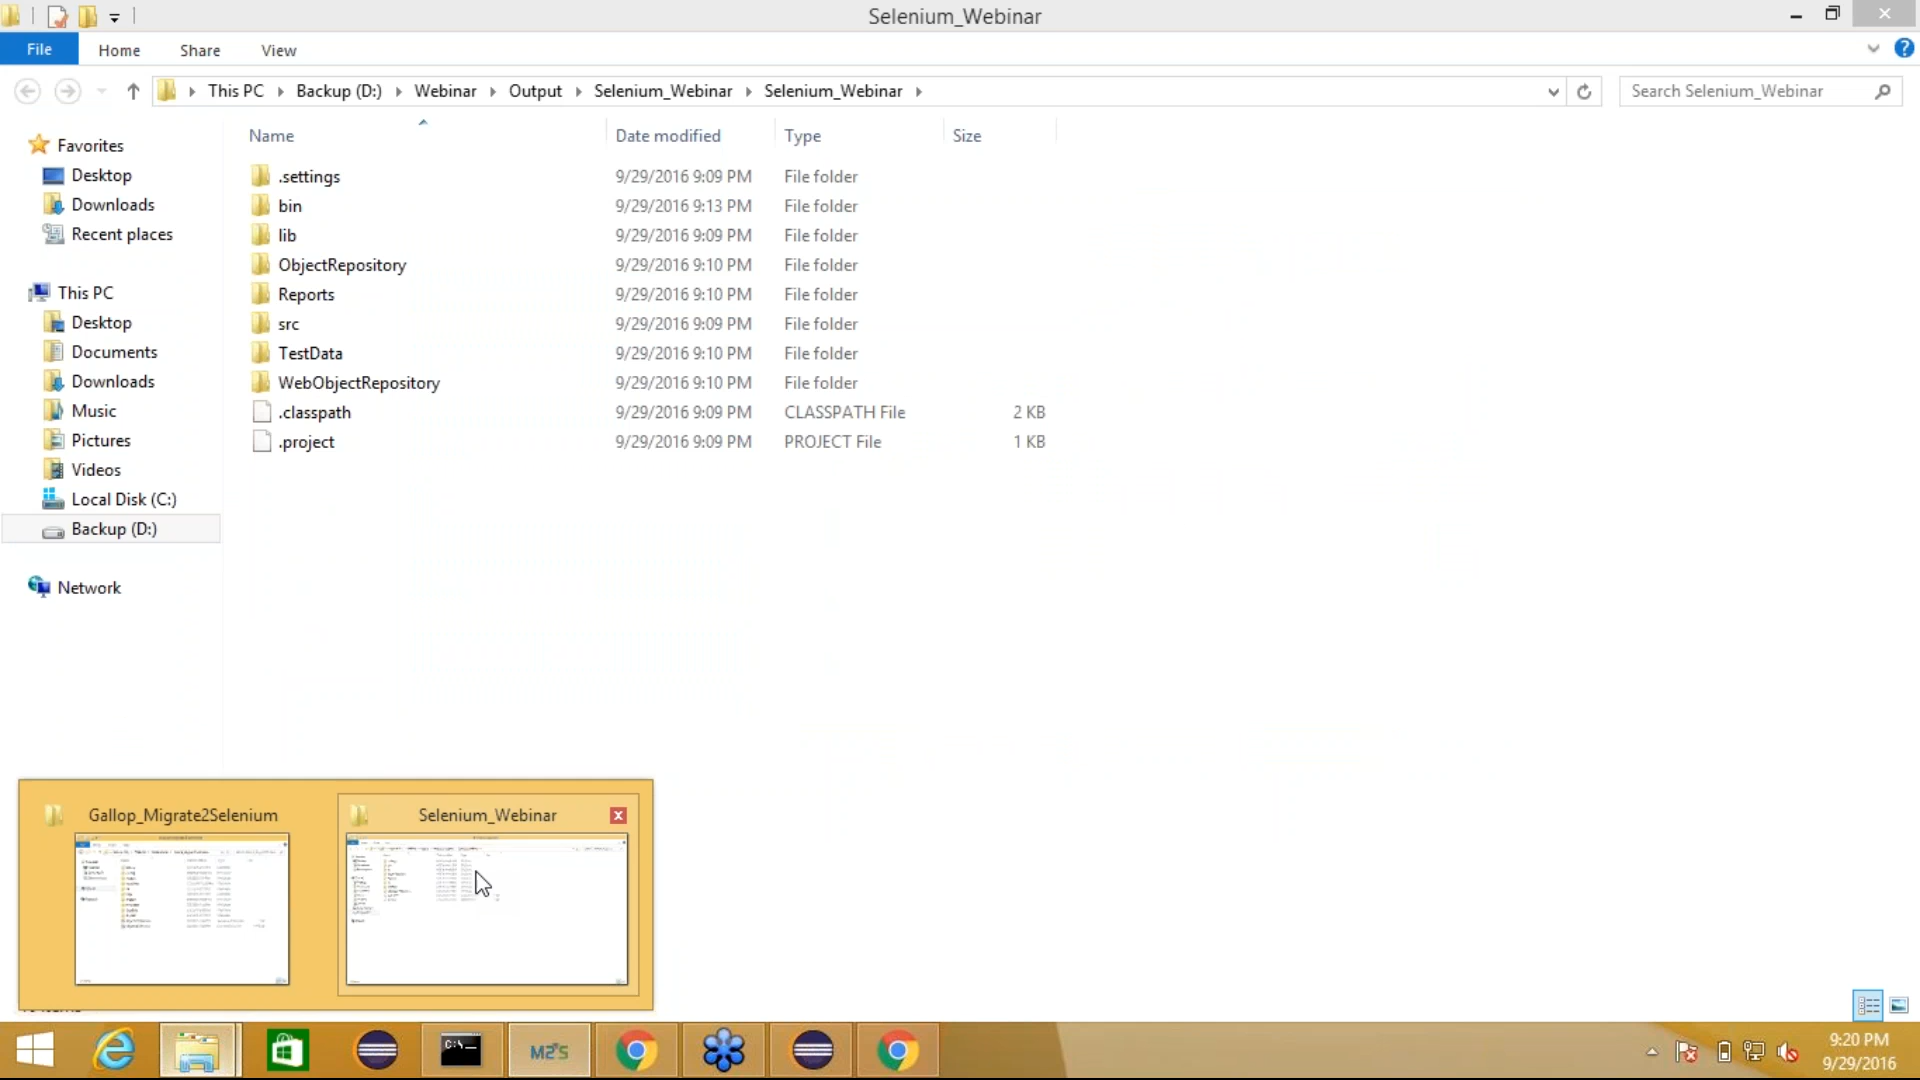 Selenium_Webinar
File Home Share View
This PC Backup (D:) Webinar Output Selenium_Webinar Selenium_Webinar
Search Selenium_Webinar
Name Date modified Type Size
Favorites
Desktop
Downloads
Recent places
This PC
Desktop
Documents
Downloads
Music
Pictures
Videos
Local Disk (C:)
Backup (D:)
Network
.settings 9/29/2016 9:09 PM File folder
bin 9/29/2016 9:13 PM File folder
lib 9/29/2016 9:09 PM File folder
ObjectRepository 9/29/2016 9:10 PM File folder
Reports 9/29/2016 9:10 PM File folder
src 9/29/2016 9:09 PM File folder
TestData 9/29/2016 9:10 PM File folder
WebObjectRepository 9/29/2016 9:10 PM File folder
.classpath 9/29/2016 9:09 PM CLASSPATH File 2 KB
.project 9/29/2016 9:09 PM PROJECT File 1 KB
Gallop_Migrate2Selenium Selenium_Webinar
C:\_
M2'S
9:20 PM
9/29/2016